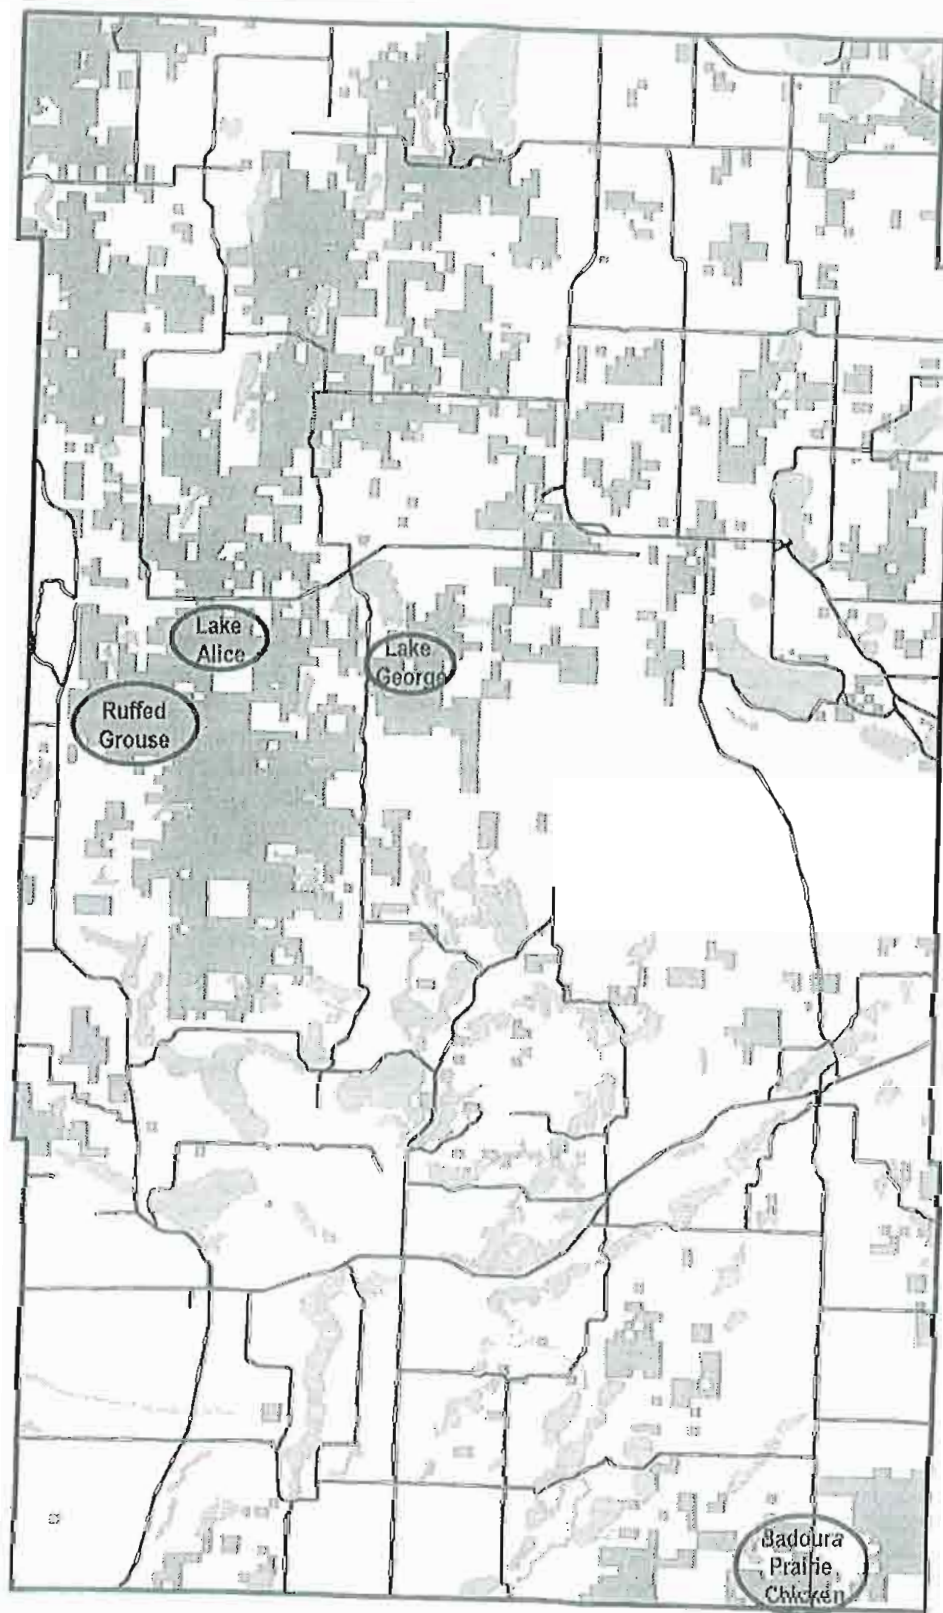 Lake
Alice
Lake
George
Ruffed
Grouse
Badoura
Prairie
Chicken